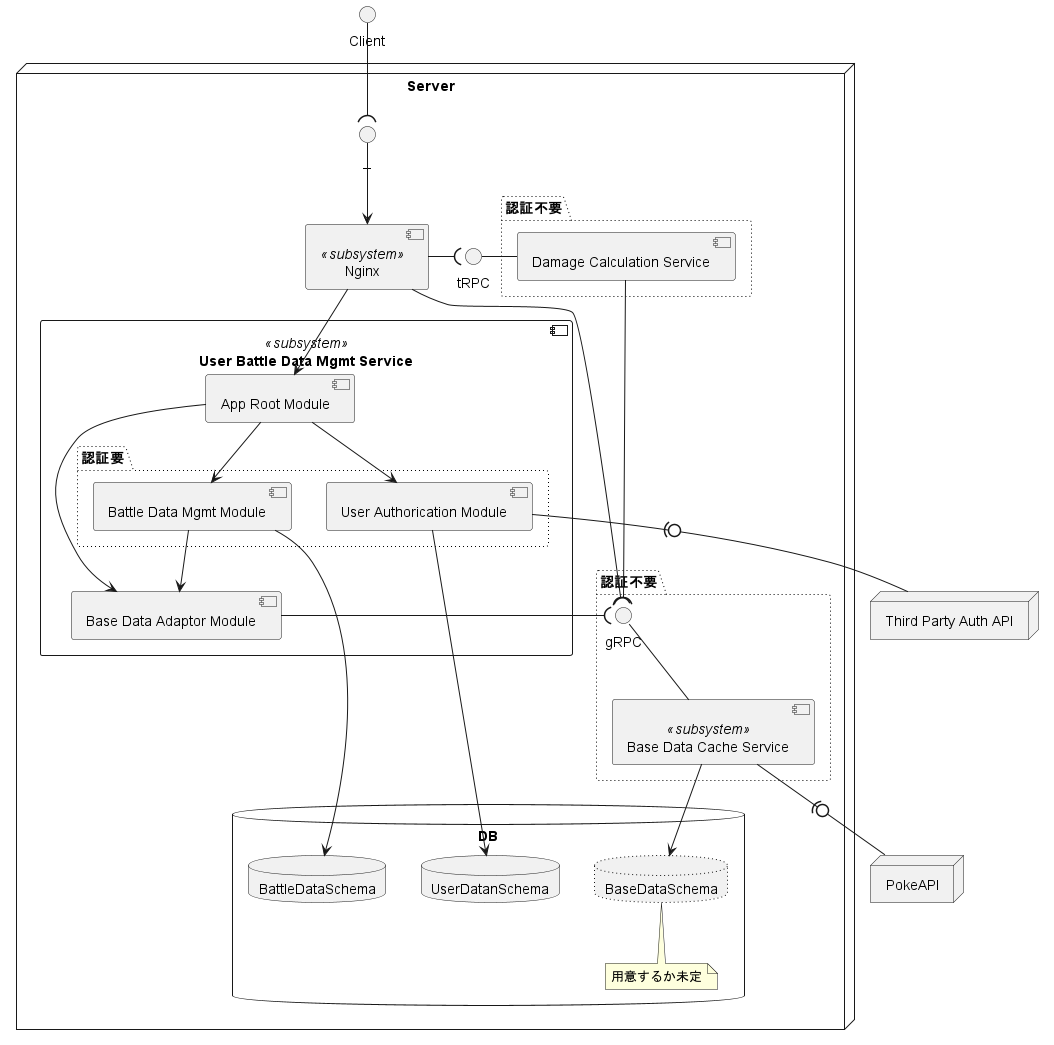 Client
Server
認証不要
«subsystem»
Nginx
tRPC
Damage Calculation Service
«subsystem»
User Battle Data Mgmt Service
App Root Module
認証要
Battle Data Mgmt Module
User Authorication Module
認証不要
Base Data Adaptor Module
gRPC
Third Party Auth API
«subsystem»
Base Data Cache Service
DB
BattleDataSchema
UserDatanSchema
BaseDataSchema
PokeAPI
用意するか未定